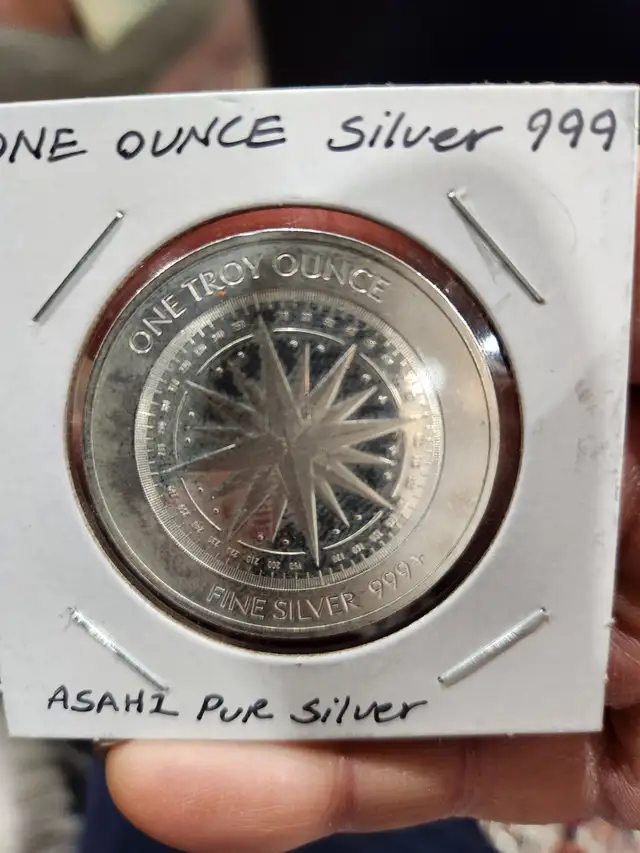 ONE OUNCE Silver 999
ONE TROY OUNCE
FINE SILVER 999+
ASAHI PUR Silver